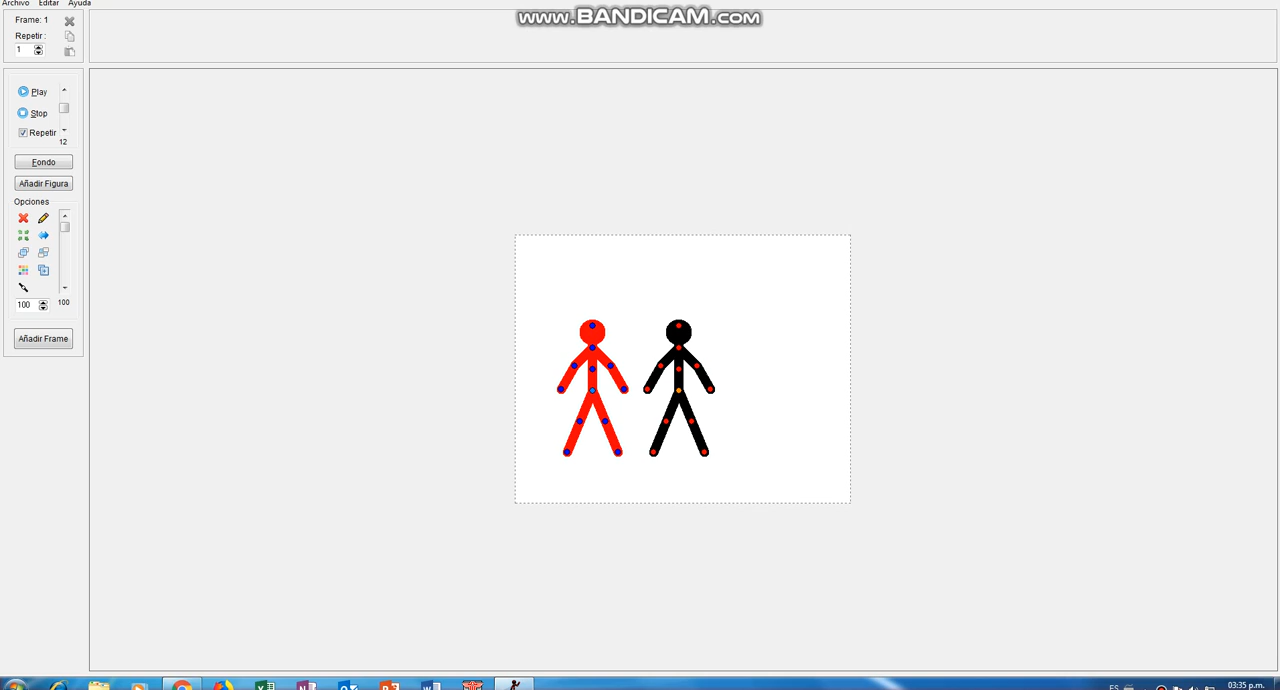 Archivo Editar Ayuda
www.BANDICAM.com
Frame: 1
Repetir :
1
Play
Stop
Repetir
12
Fondo
Añadir Figura
Opciones
100
100
Añadir Frame
ES
03:35 p.m.